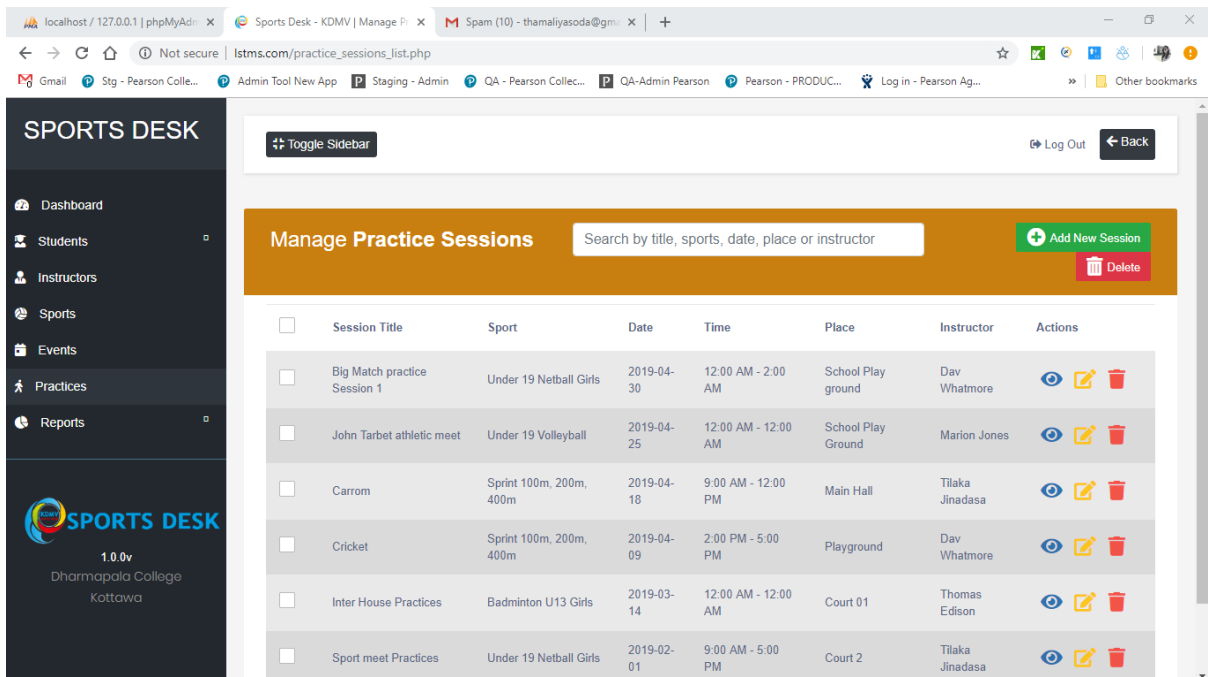 localhost / 127.0.0.1 | phpMyAdm
Sports Desk - KDMV | Manage Pr
Spam (10) - thamaliyasoda@gma
Not secure | lstms.com/practice_sessions_list.php
Gmail
Stg - Pearson Colle...
Admin Tool New App
Staging - Admin
QA - Pearson Collec...
QA-Admin Pearson
Pearson - PRODUC...
Log in - Pearson Ag...
»
Other bookmarks
SPORTS DESK
Toggle Sidebar
Log Out
Back
Dashboard
Students
Instructors
Sports
Events
Practices
Reports
KDMV
SPORTS DESK
1.0.0v
Dharmapala College
Kottawa
Manage Practice Sessions
Search by title, sports, date, place or instructor
Add New Session
Delete
Session Title Sport Date Time Place Instructor Actions
Big Match practice
Session 1
Under 19 Netball Girls
2019-04-
30
12:00 AM - 2:00
AM
School Play
ground
Dav
Whatmore
John Tarbet athletic meet
Under 19 Volleyball
2019-04-
25
12:00 AM - 12:00
AM
School Play
Ground
Marion Jones
Carrom
Sprint 100m, 200m,
400m
2019-04-
18
9:00 AM - 12:00
PM
Main Hall
Tilaka
Jinadasa
Cricket
Sprint 100m, 200m,
400m
2019-04-
09
2:00 PM - 5:00
PM
Playground
Dav
Whatmore
Inter House Practices
Badminton U13 Girls
2019-03-
14
12:00 AM - 12:00
AM
Court 01
Thomas
Edison
Sport meet Practices
Under 19 Netball Girls
2019-02-
01
9:00 AM - 5:00
PM
Court 2
Tilaka
Jinadasa